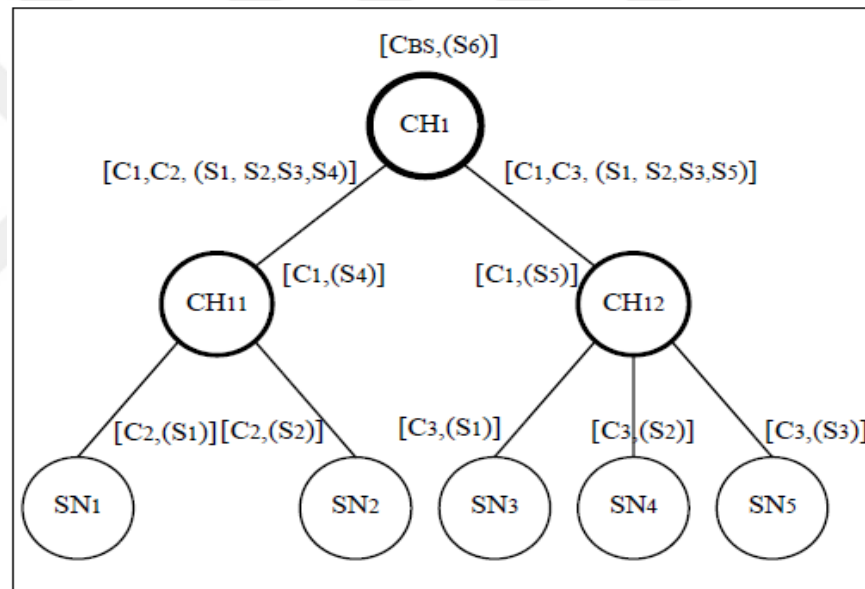 [CBS,(S6)]
CH1
[C1,C2, (S1, S2,S3,S4)]
[C1,C3, (S1, S2,S3,S5)]
CH11
[C1,(S4)]
[C1,(S5)]
CH12
[C2,(S1)]
[C2,(S2)]
[C3,(S1)]
[C3,(S2)]
[C3,(S3)]
SN1
SN2
SN3
SN4
SN5